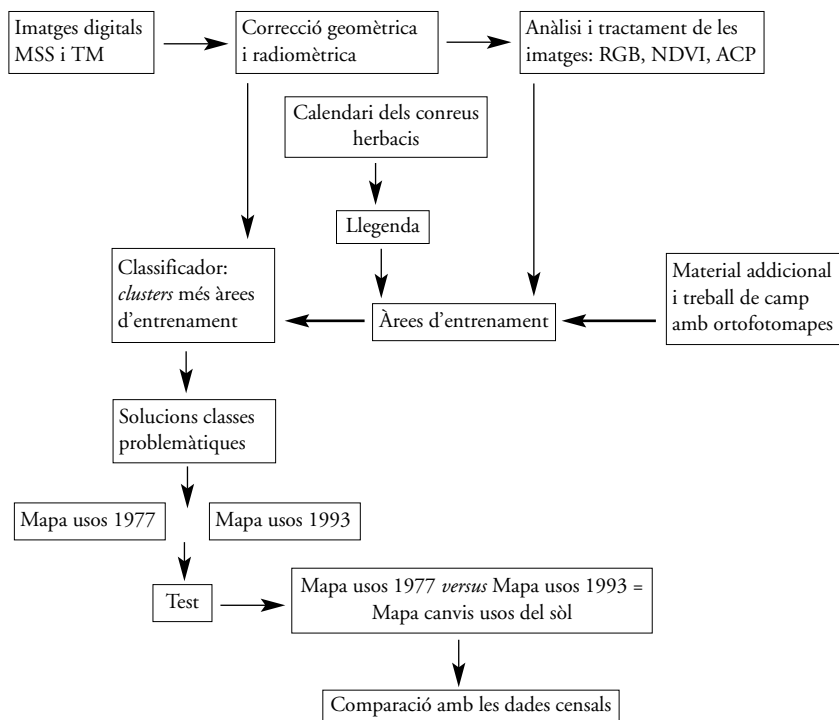 Imatges digitals
MSS i TM
Correcció geomètrica
i radiomètrica
Anàlisi i tractament de les
imatges: RGB, NDVI, ACP
Calendari dels conreus
herbacis
Llegenda
Classificador:
clusters més àrees
d'entrenament
Àrees d'entrenament
Material addicional
i treball de camp
amb ortofotomapes
Solucions classes
problemàtiques
Mapa usos 1977
Mapa usos 1993
Test
Mapa usos 1977 versus Mapa usos 1993 =
Mapa canvis usos del sòl
Comparació amb les dades censals